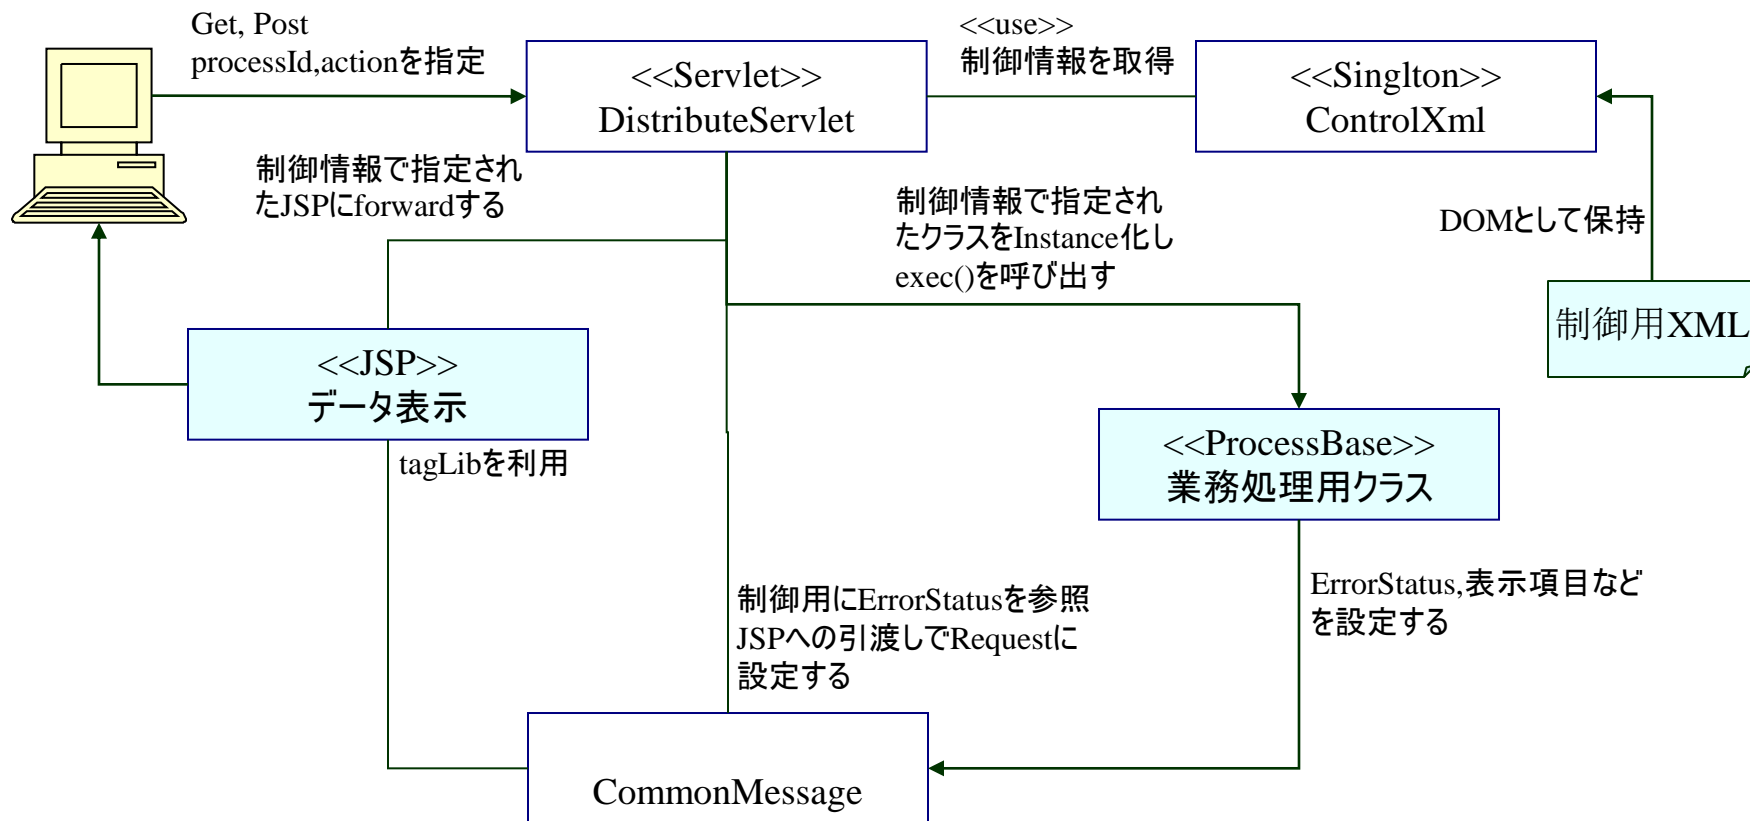 Get, Post
processId,actionを指定
<<Servlet>>
DistributeServlet
<<use>>
制御情報を取得
<<Singlton>>
ControlXml
制御情報で指定され
たJSPにforwardする
制御情報で指定され
たクラスをInstance化し
exec()を呼び出す
DOMとして保持
制御用XML
<<JSP>>
データ表示
tagLibを利用
<<ProcessBase>>
業務処理用クラス
制御用にErrorStatusを参照
JSPへの引渡しでRequestに
設定する
ErrorStatus,表示項目など
を設定する
CommonMessage